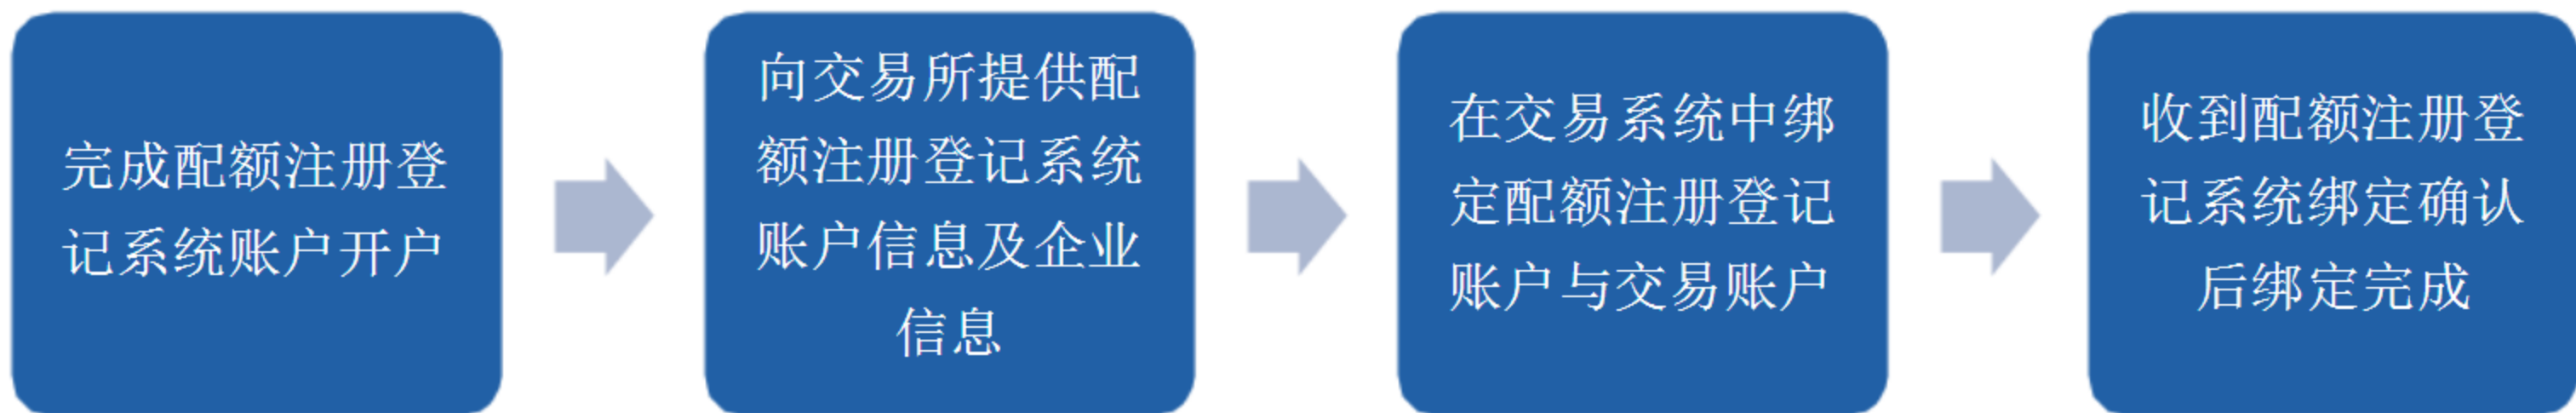 完成配额注册登
记系统账户开户
向交易所提供配
额注册登记系统
账户信息及企业
信息
在交易系统中绑
定配额注册登记
账户与交易账户
收到配额注册登
记系统绑定确认
后绑定完成